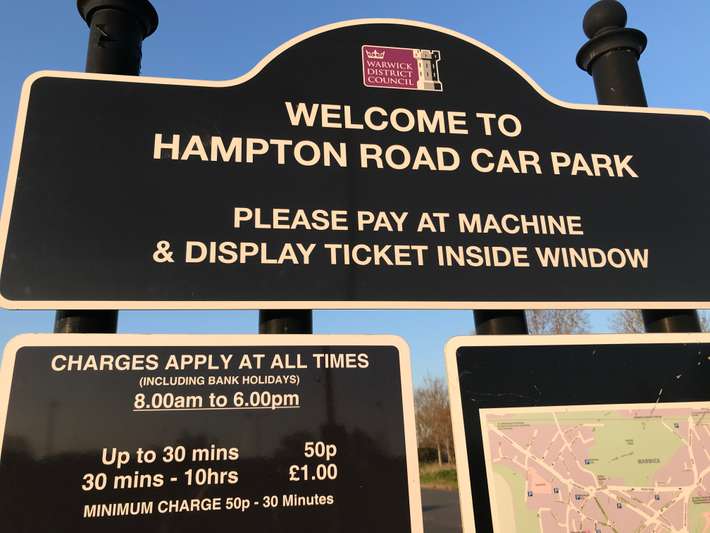 WARWICK
DISTRICT
COUNCIL
WELCOME TO
HAMPTON ROAD CAR PARK
PLEASE PAY AT MACHINE
& DISPLAY TICKET INSIDE WINDOW
CHARGES APPLY AT ALL TIMES
(INCLUDING BANK HOLIDAYS)
8.00am to 6.00pm
Up to 30 mins 50p
30 mins - 10hrs £1.00
MINIMUM CHARGE 50p - 30 Minutes
WARWICK